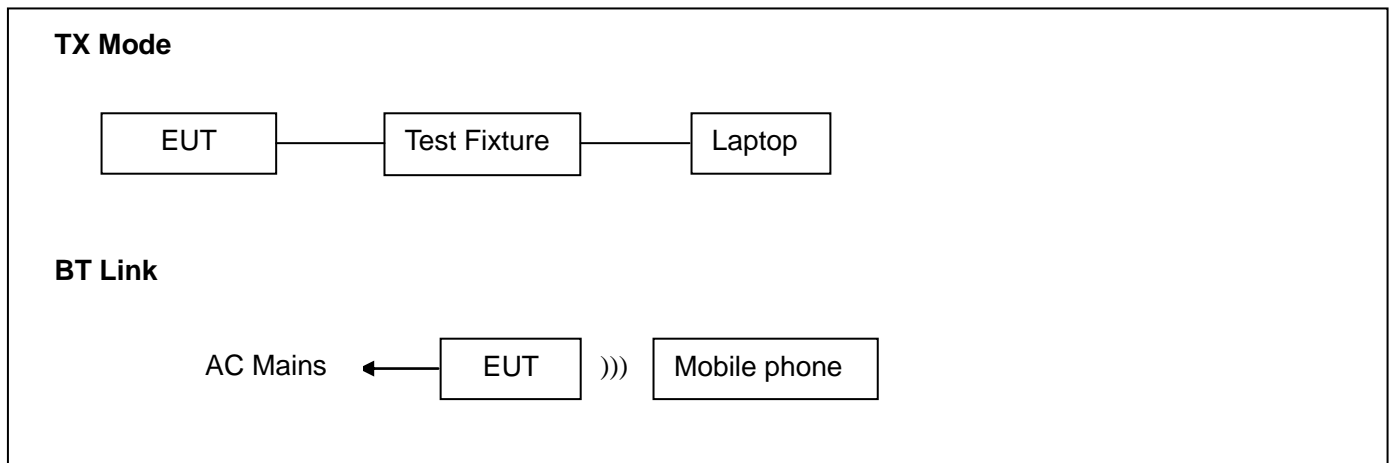 TX Mode
EUT Test Fixture Laptop
BT Link
AC Mains EUT ))) Mobile phone